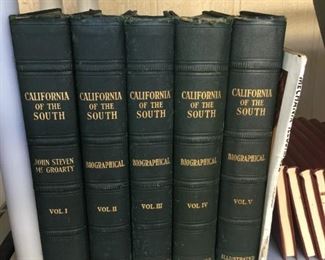 CALIFORNIA
OF THE
SOUTH
JOHN STEVEN
MC GROARTY
VOL. I
CALIFORNIA
OF THE
SOUTH
BIOGRAPHICAL
VOL. II
CALIFORNIA
OF THE
SOUTH
BIOGRAPHICAL
VOL. III
CALIFORNIA
OF THE
SOUTH
BIOGRAPHICAL
VOL. IV
CALIFORNIA
OF THE
SOUTH
BIOGRAPHICAL
VOL. V
ILLUSTRATED